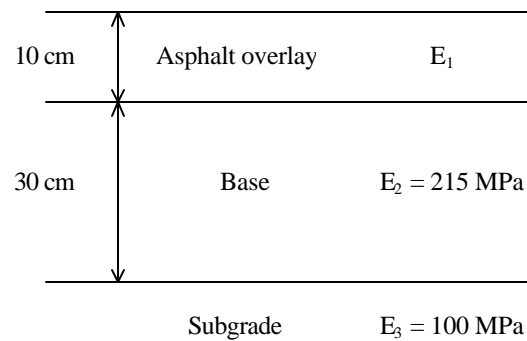 10 cm Asphalt overlay E₁
30 cm Base E₂ = 215 MPa
Subgrade E₃ = 100 MPa